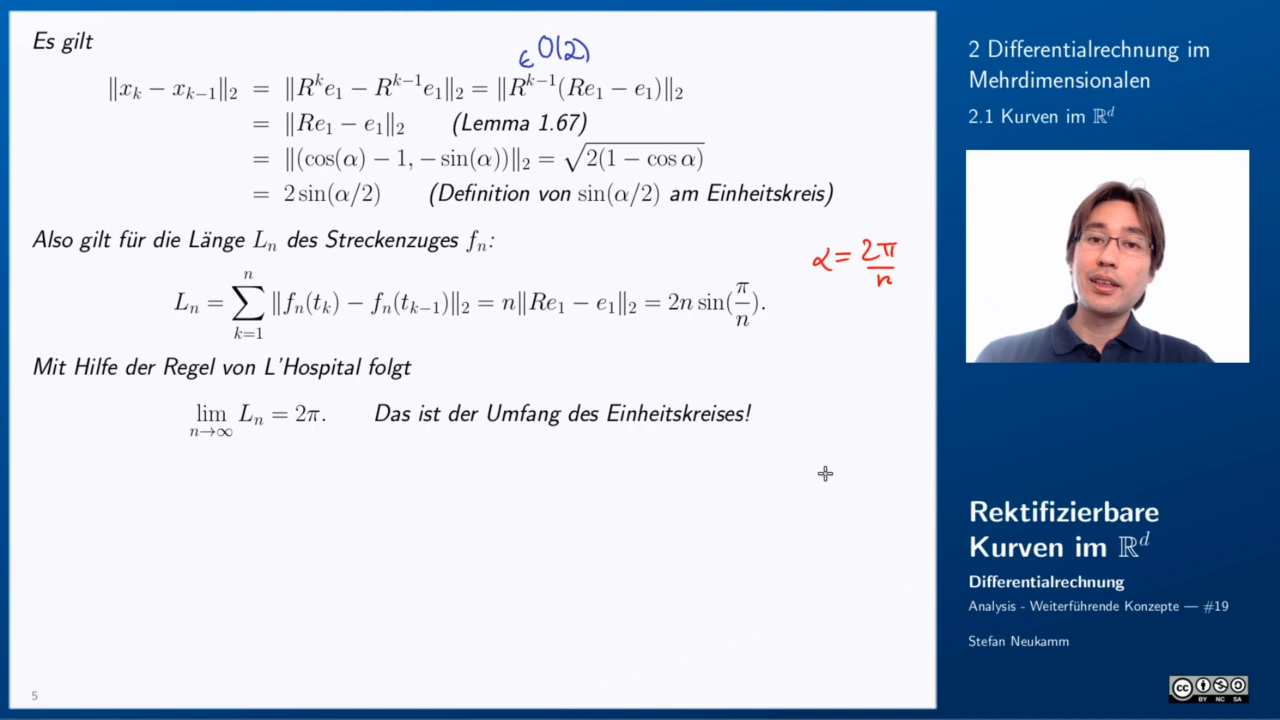 Es gilt
∈ O(2)
‖x_k − x_{k−1}‖_2 = ‖R^k e_1 − R^{k−1} e_1‖_2 = ‖R^{k−1}(Re_1 − e_1)‖_2
= ‖Re_1 − e_1‖_2 (Lemma 1.67)
= ‖(cos(α) − 1, − sin(α))‖_2 = √(2(1 − cos α))
= 2 sin(α/2) (Definition von sin(α/2) am Einheitskreis)
Also gilt für die Länge L_n des Streckenzuges f_n:
α = 2π/n
L_n = ∑_{k=1}^{n} ‖f_n(t_k) − f_n(t_{k−1})‖_2 = n‖Re_1 − e_1‖_2 = 2n sin(π/n).
Mit Hilfe der Regel von L'Hospital folgt
lim_{n→∞} L_n = 2π. Das ist der Umfang des Einheitskreises!
5
2 Differentialrechnung im
Mehrdimensionalen
2.1 Kurven im ℝ^d
Rektifizierbare
Kurven im ℝ^d
Differentialrechnung
Analysis - Weiterführende Konzepte — #19
Stefan Neukamm
cc
BY NC SA